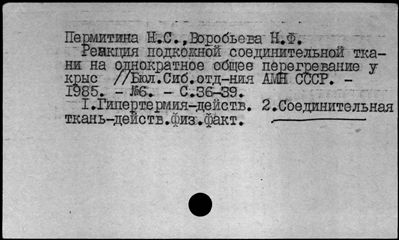 Пермитина Н.С., Воробьева Н.Ф.
Реакция подкожной соединительной тка-
ни на однократное общее перегревание у
крыс //Бюл.Сиб.отд-ния АМН СССР. -
1985. - №6. - С.36-39.
1.Гипертермия-действ. 2.Соединительная
ткань-действ.физ.факт.